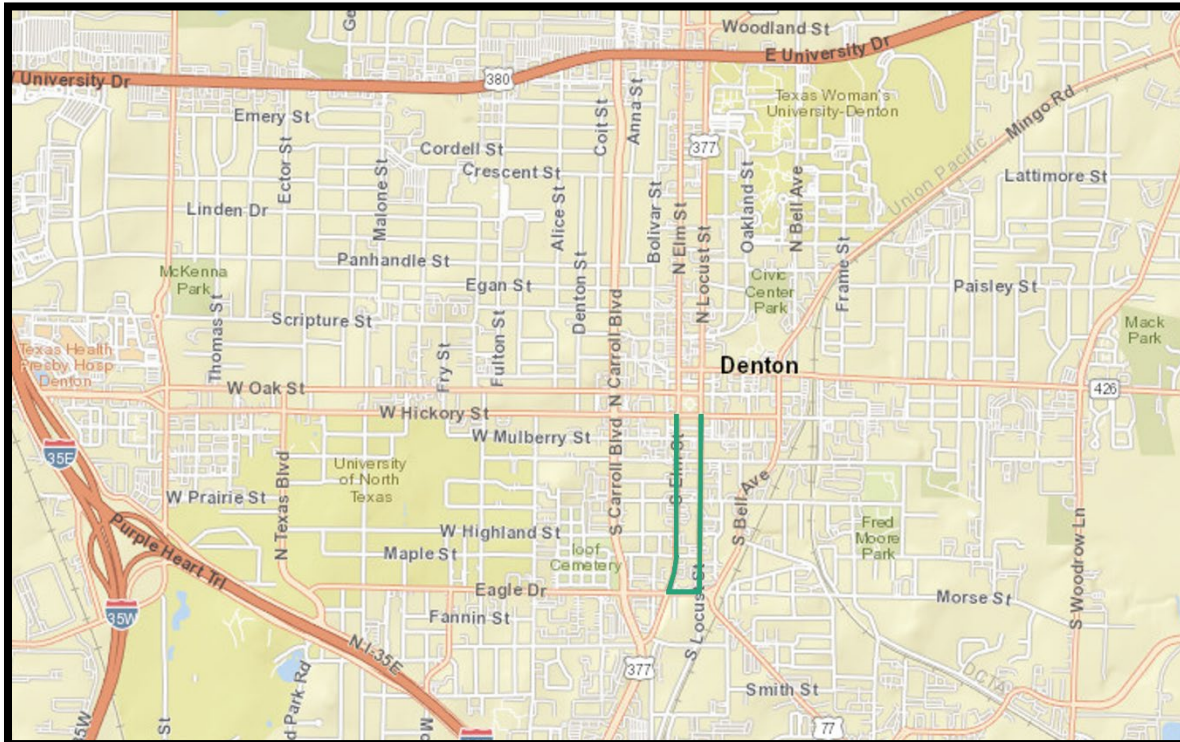 Woodland St
E University Dr
University Dr
380
Texas Woman's
University-Denton
Mingo Rd
Emery St
Coit St
Anna St
377
Cordell St
Crescent St
Ector St
Malone St
Union Pacific
Lattimore St
Linden Dr
Alice St
Bolivar St
N Elm St
Oakland St
N Bell Ave
Panhandle St
N Locust St
Frame St
McKenna
Park
Egan St
Denton St
Civic
Center
Park
Paisley St
Scripture St
Thomas St
Fry St
Fulton St
N Carroll Blvd
Mack
Park
Texas Health
Presby Hosp
Denton
Denton
W Oak St
426
W Hickory St
W Mulberry St
S Carroll Blvd
S Elm St
35E
University
of North
Texas
N Texas Blvd
W Prairie St
S Bell Ave
Fred
Moore
Park
Purple Heart Trl
W Highland St
Maple St
Ioof
Cemetery
S Woodrow Ln
Eagle Dr
S Locust St
Morse St
35W
Fannin St
N I-35E
377
DCTA
d Park Rd
Smith St
77
35W
St